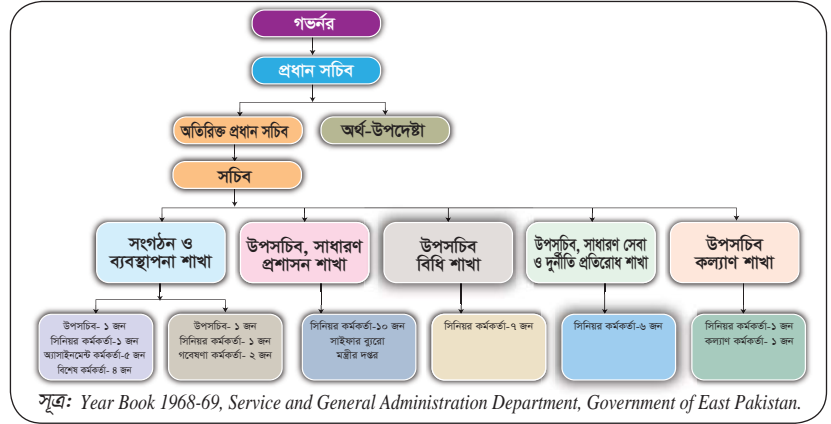 গভর্নর
প্রধান সচিব
অতিরিক্ত প্রধান সচিব
অর্থ-উপদেষ্টা
সচিব
সংগঠন ও
ব্যবস্থাপনা শাখা
উপসচিব, সাধারণ
প্রশাসন শাখা
উপসচিব
বিধি শাখা
উপসচিব, সাধারণ সেবা
ও দুর্নীতি প্রতিরোধ শাখা
উপসচিব
কল্যাণ শাখা
উপসচিব- ১ জন
সিনিয়র কর্মকর্তা-১ জন
অ্যাসাইনমেন্ট কর্মকর্তা-৫ জন
বিশেষ কর্মকর্তা- ৪ জন
উপসচিব- ১ জন
সিনিয়র কর্মকর্তা- ১ জন
গবেষণা কর্মকর্তা- ২ জন
সিনিয়র কর্মকর্তা-১০ জন
সাইফার ব্যুরো
মন্ত্রীর দপ্তর
সিনিয়র কর্মকর্তা-৭ জন
সিনিয়র কর্মকর্তা-৬ জন
সিনিয়র কর্মকর্তা-১ জন
কল্যাণ কর্মকর্তা- ১ জন
সূত্র: Year Book 1968-69, Service and General Administration Department, Government of East Pakistan.